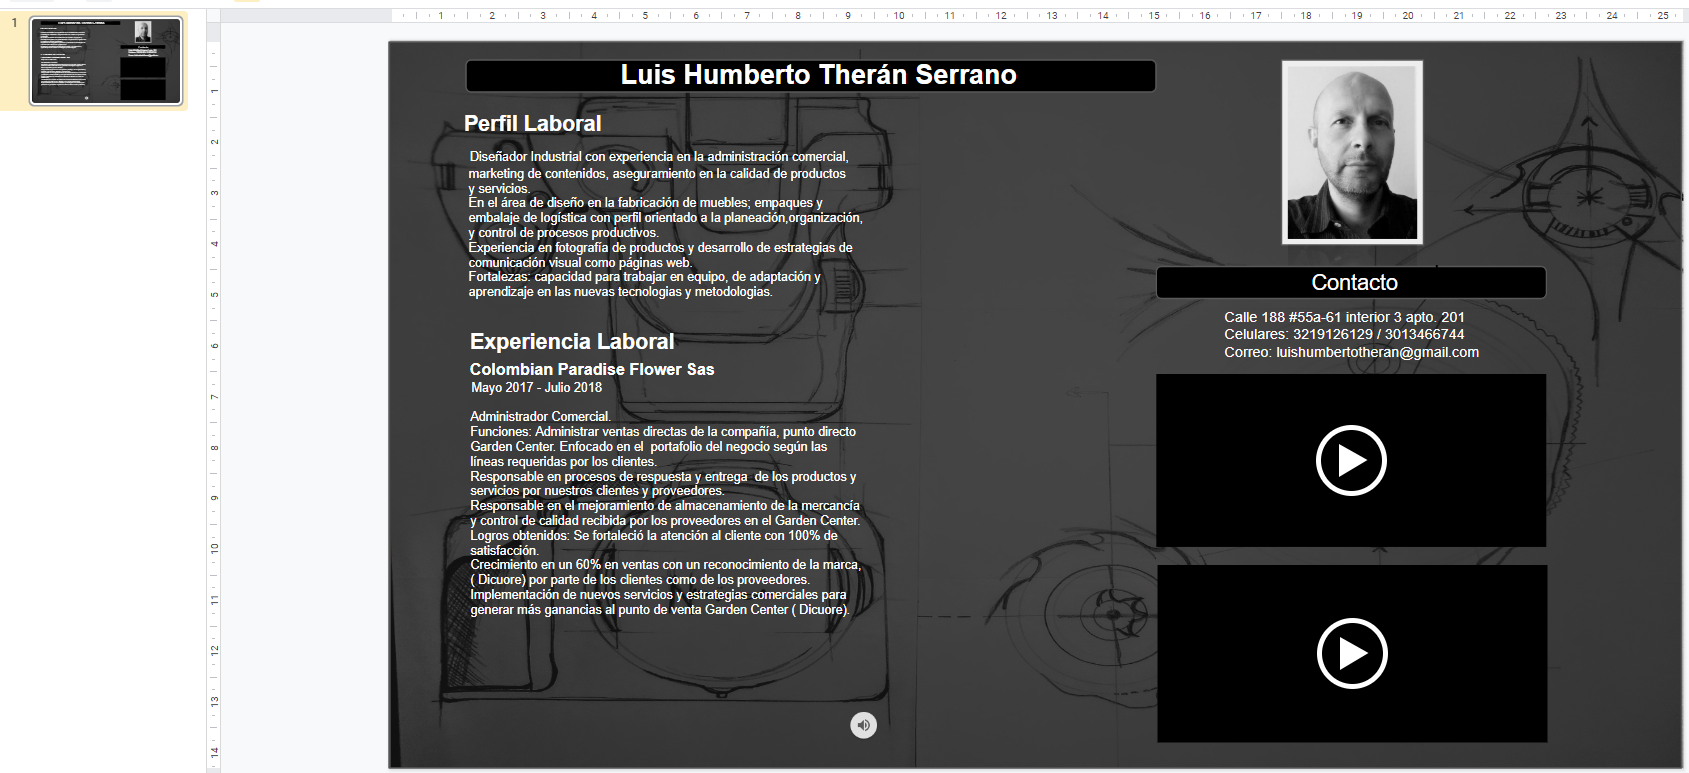 1
1 2 3 4 5 6 7 8 9 10 11 12 13 14 15 16 17 18 19 20 21 22 23 24 25
1
2
3
4
5
6
7
8
9
10
11
12
13
14
Luis Humberto Therán Serrano
Perfil Laboral
Diseñador Industrial con experiencia en la administración comercial,
marketing de contenidos, aseguramiento en la calidad de productos
y servicios.
En el área de diseño en la fabricación de muebles; empaques y
embalaje de logística con perfil orientado a la planeación,organización,
y control de procesos productivos.
Experiencia en fotografía de productos y desarrollo de estrategias de
comunicación visual como páginas web.
Fortalezas: capacidad para trabajar en equipo, de adaptación y
aprendizaje en las nuevas tecnologias y metodologias.
Experiencia Laboral
Colombian Paradise Flower Sas
Mayo 2017 - Julio 2018
Administrador Comercial.
Funciones: Administrar ventas directas de la compañía, punto directo
Garden Center. Enfocado en el  portafolio del negocio según las
líneas requeridas por los clientes.
Responsable en procesos de respuesta y entrega  de los productos y
servicios por nuestros clientes y proveedores.
Responsable en el mejoramiento de almacenamiento de la mercancía
y control de calidad recibida por los proveedores en el Garden Center.
Logros obtenidos: Se fortaleció la atención al cliente con 100% de
satisfacción.
Crecimiento en un 60% en ventas con un reconocimiento de la marca,
( Dicuore) por parte de los clientes como de los proveedores.
Implementación de nuevos servicios y estrategias comerciales para
generar más ganancias al punto de venta Garden Center ( Dicuore).
Contacto
Calle 188 #55a-61 interior 3 apto. 201
Celulares: 3219126129 / 3013466744
Correo: luishumbertotheran@gmail.com